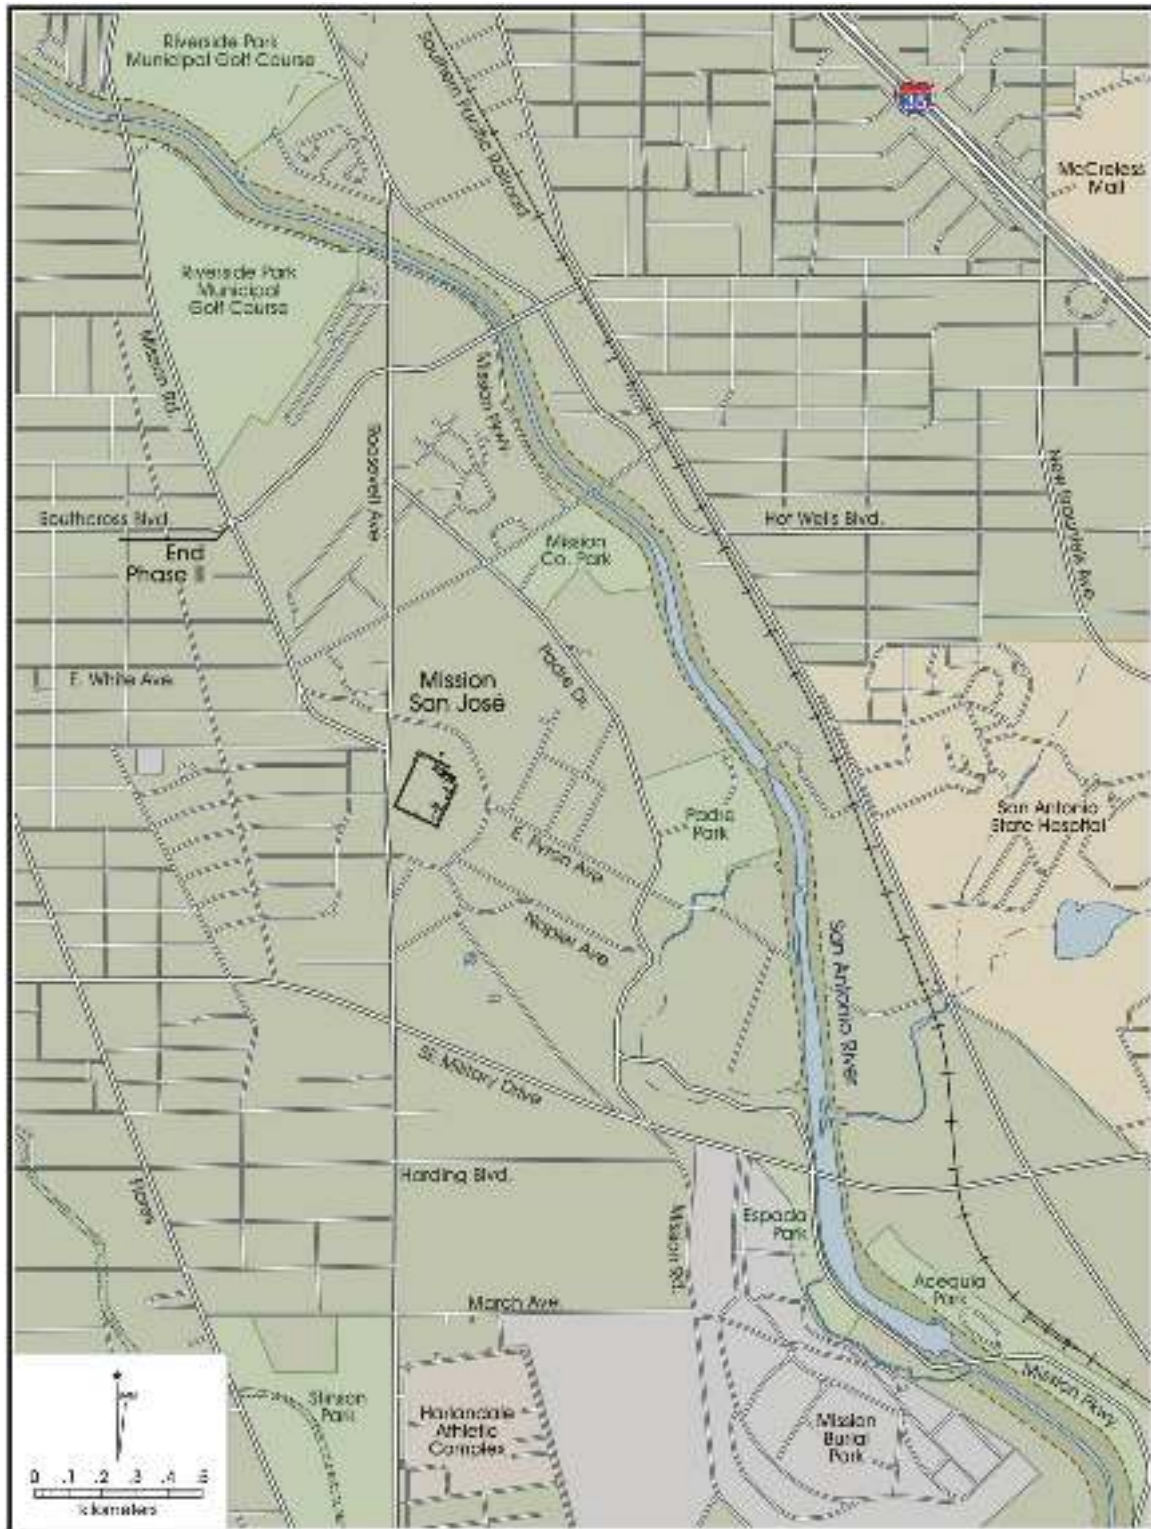 Riverside Park
Municipal Golf Course
Southern Pacific Railroad
McCreless
Mall
Riverside Park
Municipal
Golf Course
Mission Rd.
Mission Pkwy.
Roosevelt Ave.
Southcross Blvd.
End
Phase II
Hot Wells Blvd.
Mission
Co. Park
New Braunfels Ave.
E. White Ave.
Mission
San José
Padre Dr.
Padre
Park
San Antonio
State Hospital
E. Pyron Ave.
Napier Ave.
San Antonio River
SE Military Drive
Harding Blvd.
Flores
Espada
Park
Mission Rd.
Acequia
Park
March Ave.
Mission Pkwy.
Stinson
Park
Harlandale
Athletic
Complex
Mission
Burial
Park
0 .1 .2 .3 .4 .5
kilometers